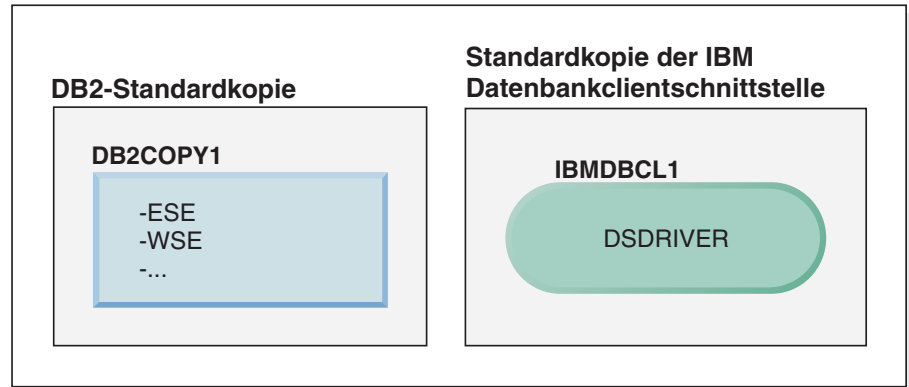 DB2-Standardkopie
DB2COPY1
-ESE
-WSE
-...
Standardkopie der IBM
Datenbankclientschnittstelle
IBMDBCL1
DSDRIVER